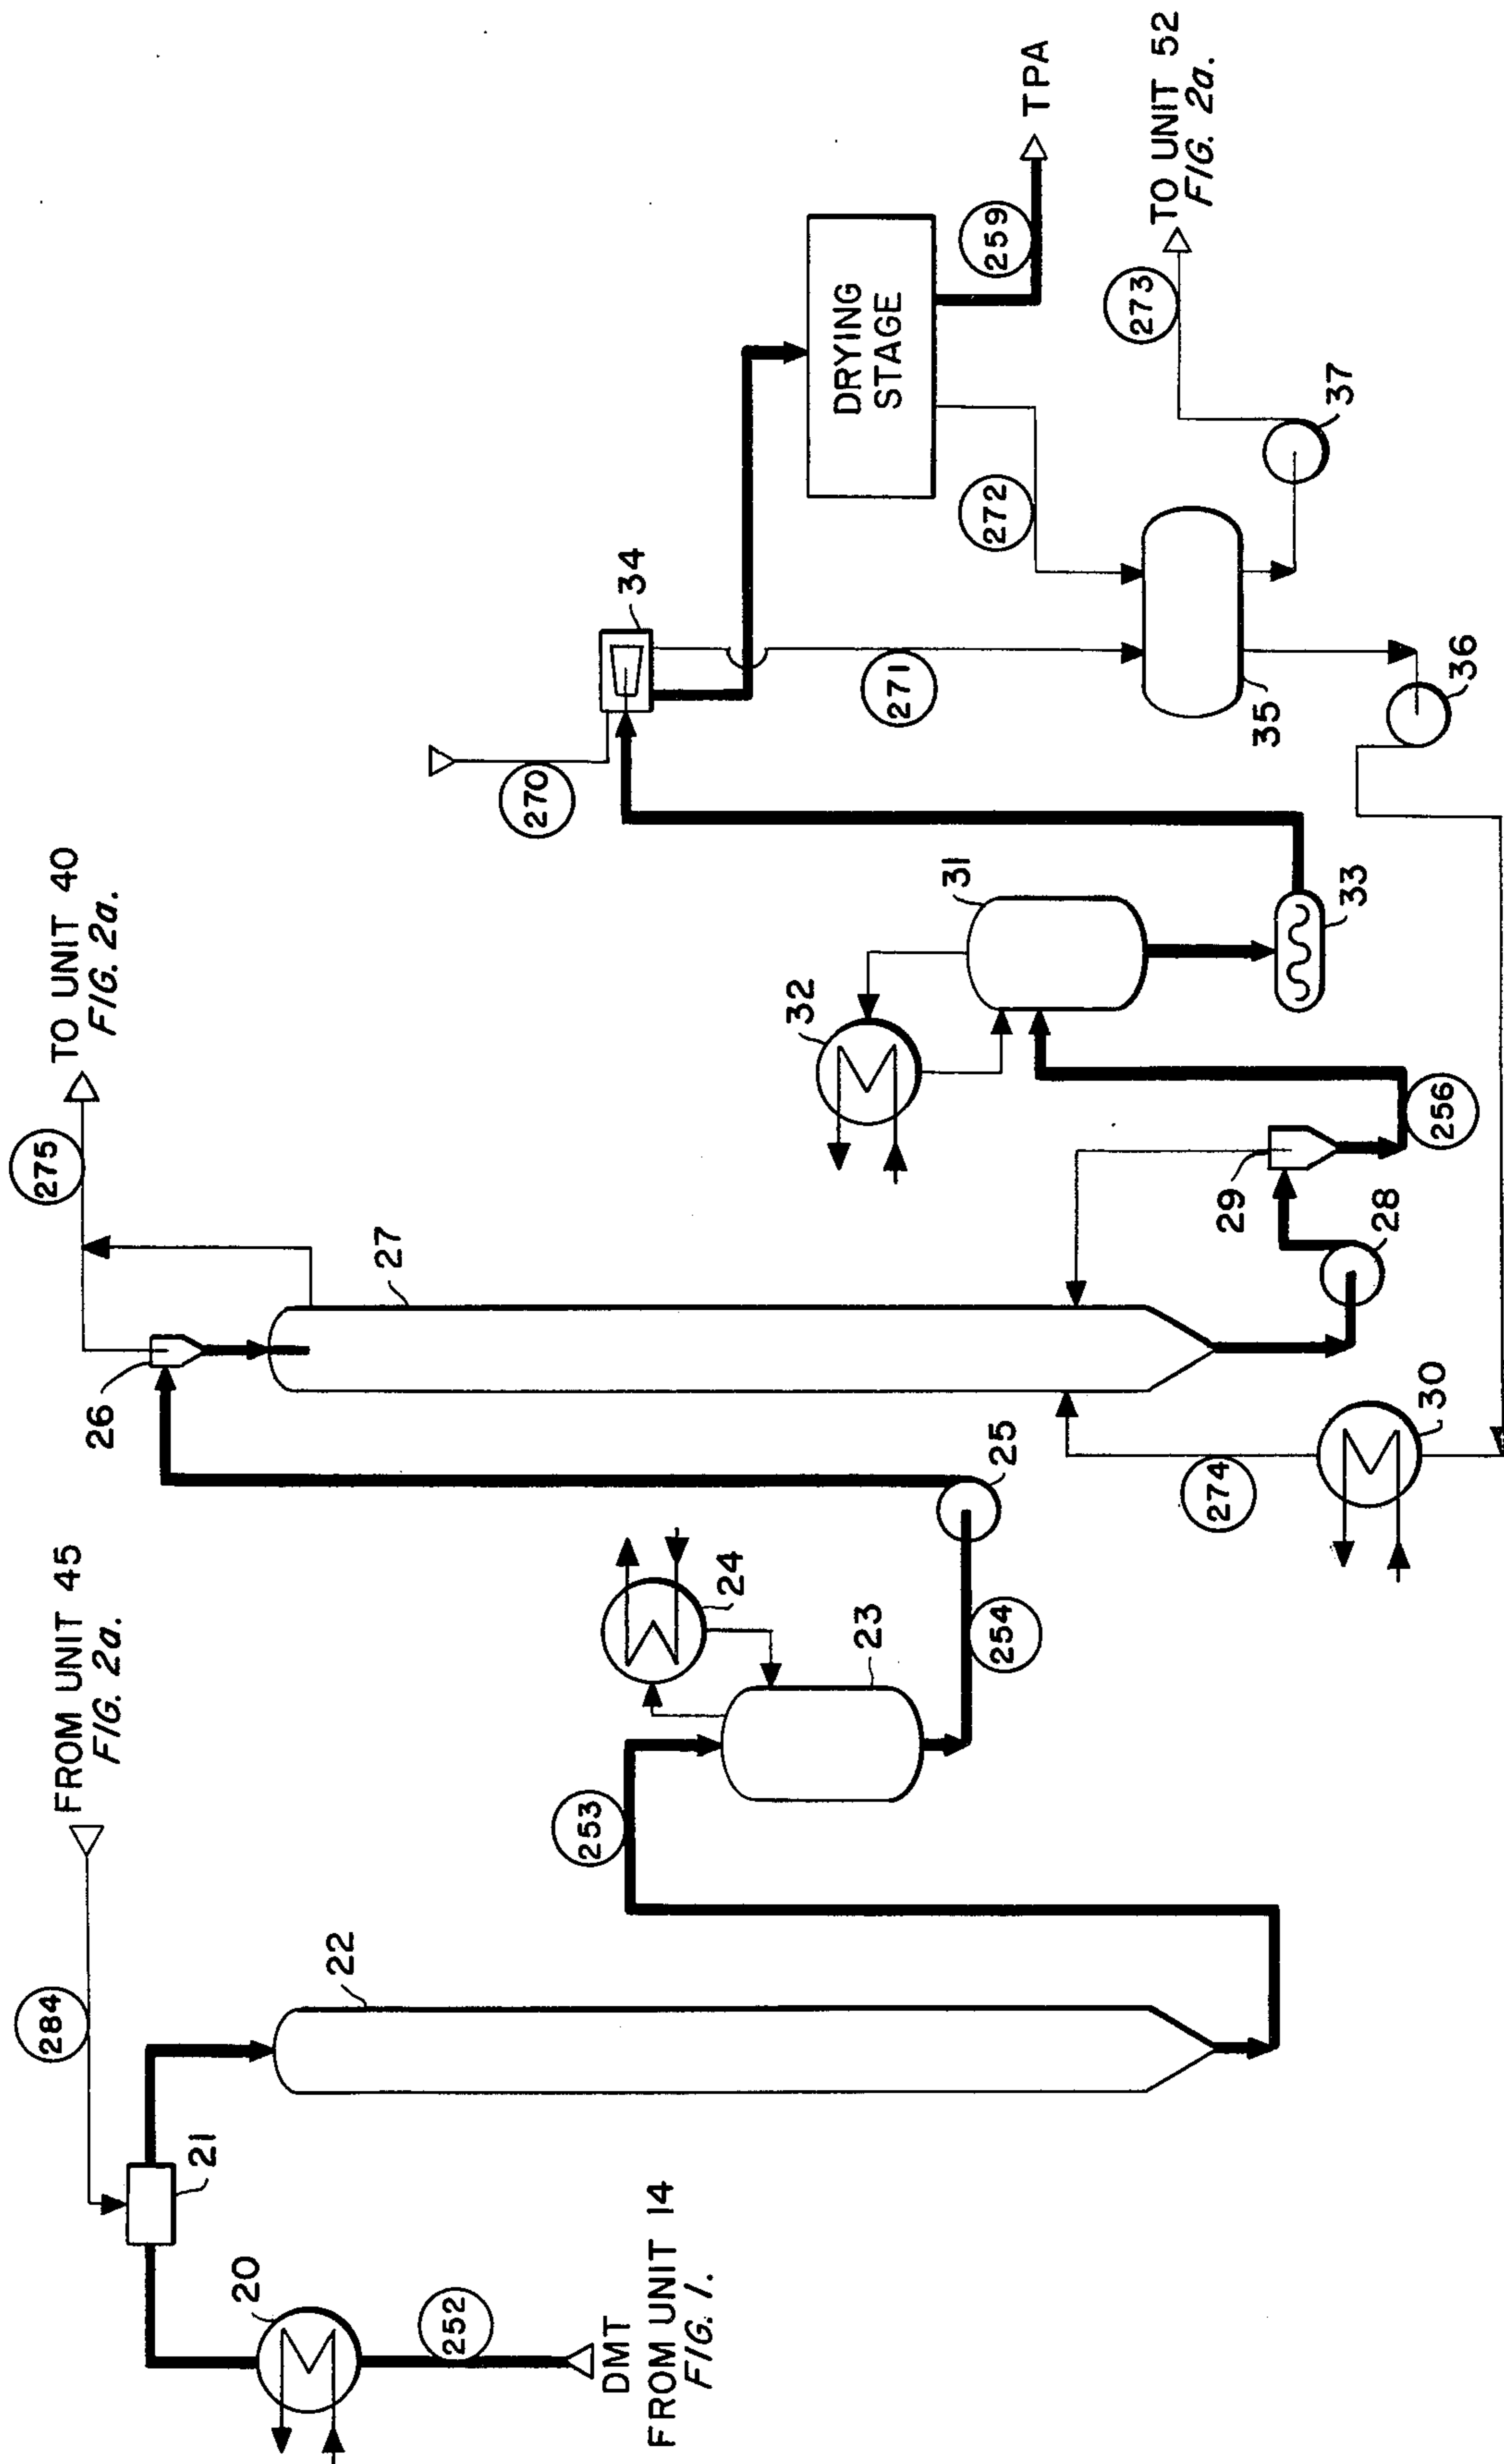 FROM UNIT 45
FIG. 2a.
284
21
20
252
DMT
FROM UNIT 14
FIG. 1.
22
253
24
23
254
25
TO UNIT 40
FIG. 2a.
275
26
27
274
30
29
28
256
32
31
33
270
34
271
DRYING
STAGE
272
259
TPA
273
TO UNIT 52
FIG. 2a.
35
36
37